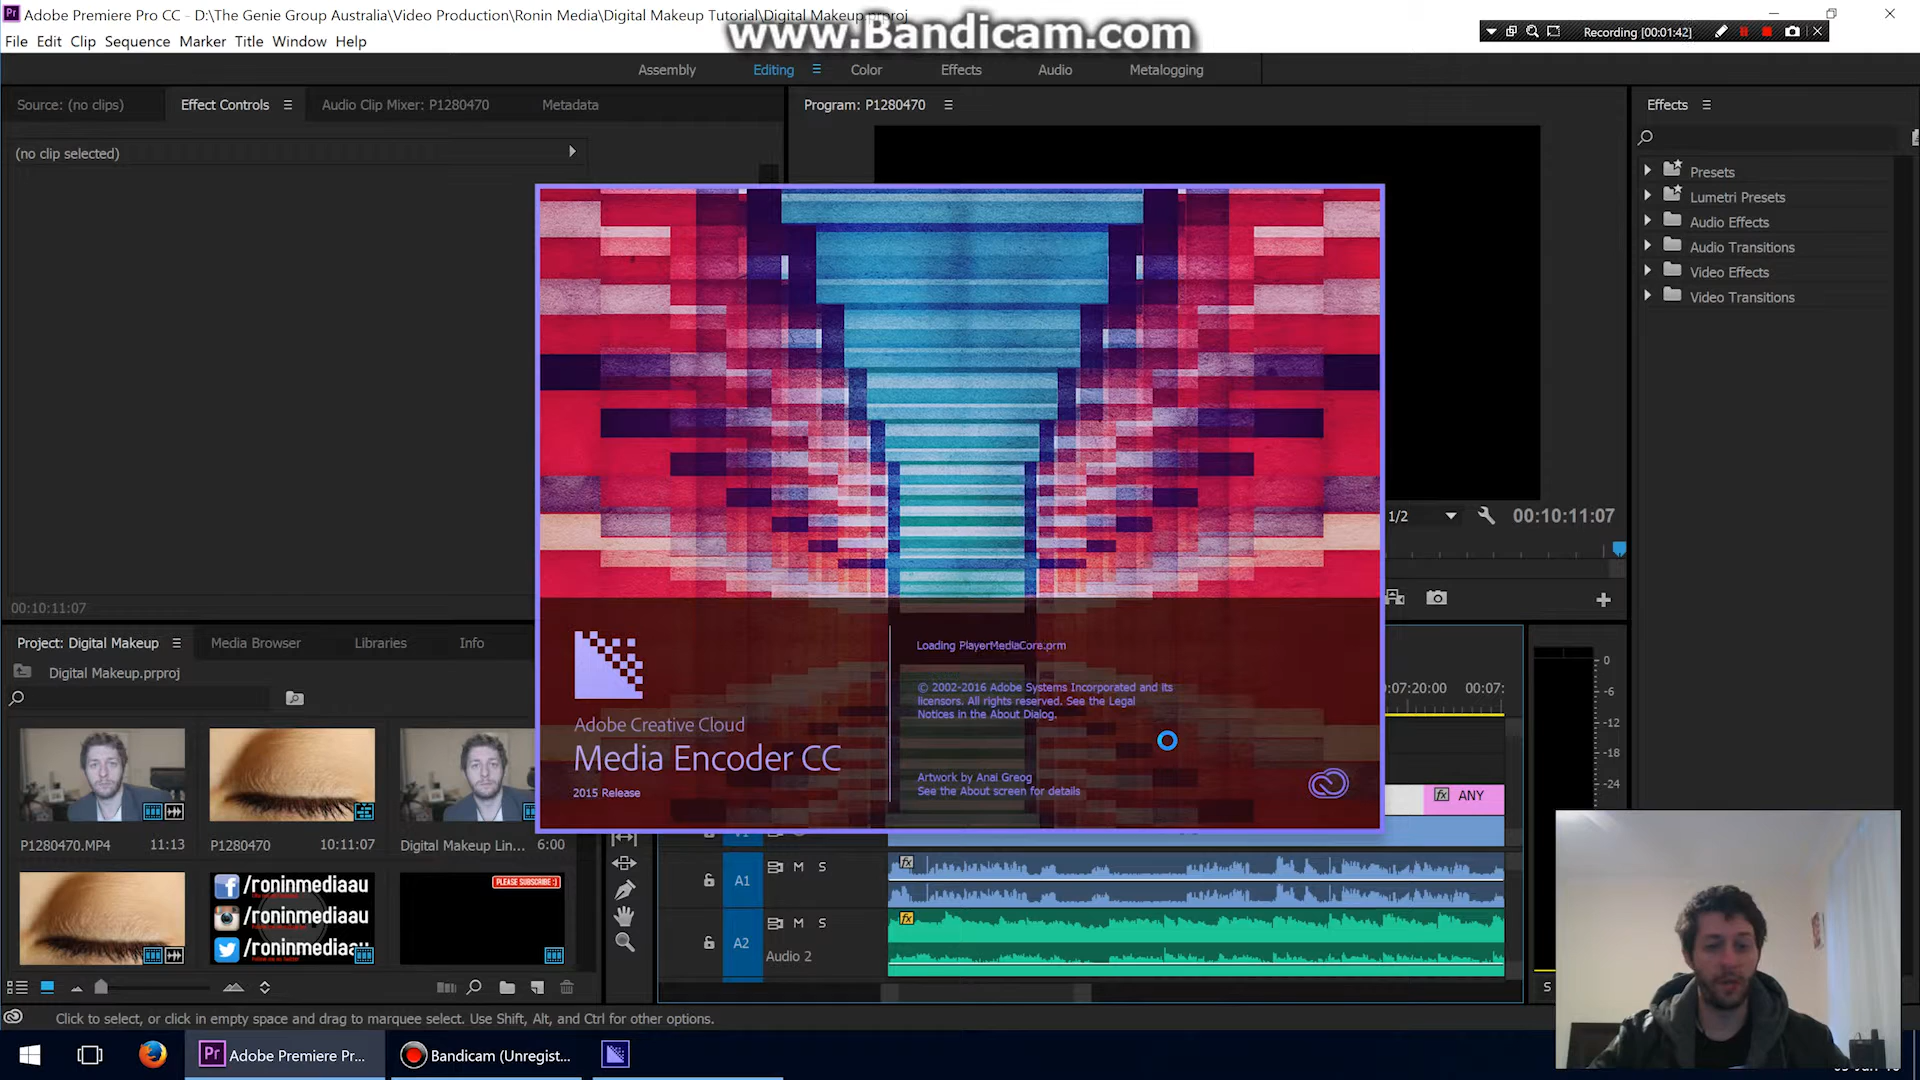 Adobe Premiere Pro CC - D:\The Genie Group Australia\Video Production\Ronin Media\Digital Makeup Tutorial\Digital Makeup.prproj
www.Bandicam.com
Recording [00:01:42]
File Edit Clip Sequence Marker Title Window Help
Assembly Editing Color Effects Audio Metalogging
Source: (no clips) Effect Controls Audio Clip Mixer: P1280470 Metadata
Program: P1280470
Effects
(no clip selected)
Presets
Lumetri Presets
Audio Effects
Audio Transitions
Video Effects
Video Transitions
1/2 00:10:11:07
00:10:11:07
Loading PlayerMediaCore.prm
© 2002-2016 Adobe Systems Incorporated and its
licensors. All rights reserved. See the Legal
Notices in the About Dialog.
Adobe Creative Cloud
Media Encoder CC
2015 Release
Artwork by Anai Greog
See the About screen for details
Project: Digital Makeup Media Browser Libraries Info
Digital Makeup.prproj
:07:20:00 00:07:
0
-6
-12
-18
-24
ANY
P1280470.MP4 11:13
P1280470 10:11:07
Digital Makeup Lin... 6:00
V1
A1 M S
A2 M S
Audio 2
/roninmediaau
/roninmediaau
/roninmediaau
PLEASE SUBSCRIBE :)
S
Click to select, or click in empty space and drag to marquee select. Use Shift, Alt, and Ctrl for other options.
Adobe Premiere Pr...
Bandicam (Unregist...